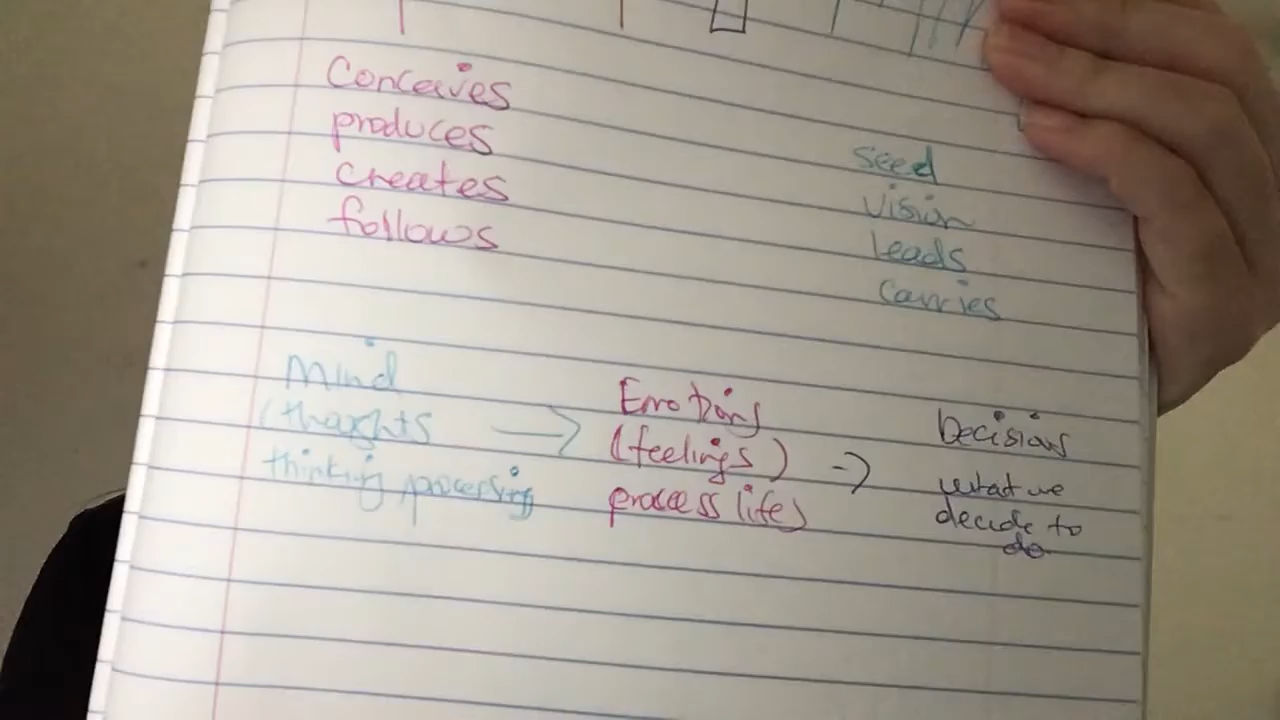 Conceives
produces
creates
follows
seed
vision
leads
carries
Mind
(thoghts
thinking processing
Emotions
(feelings)
process life)
Decisions
what we
decide to
do